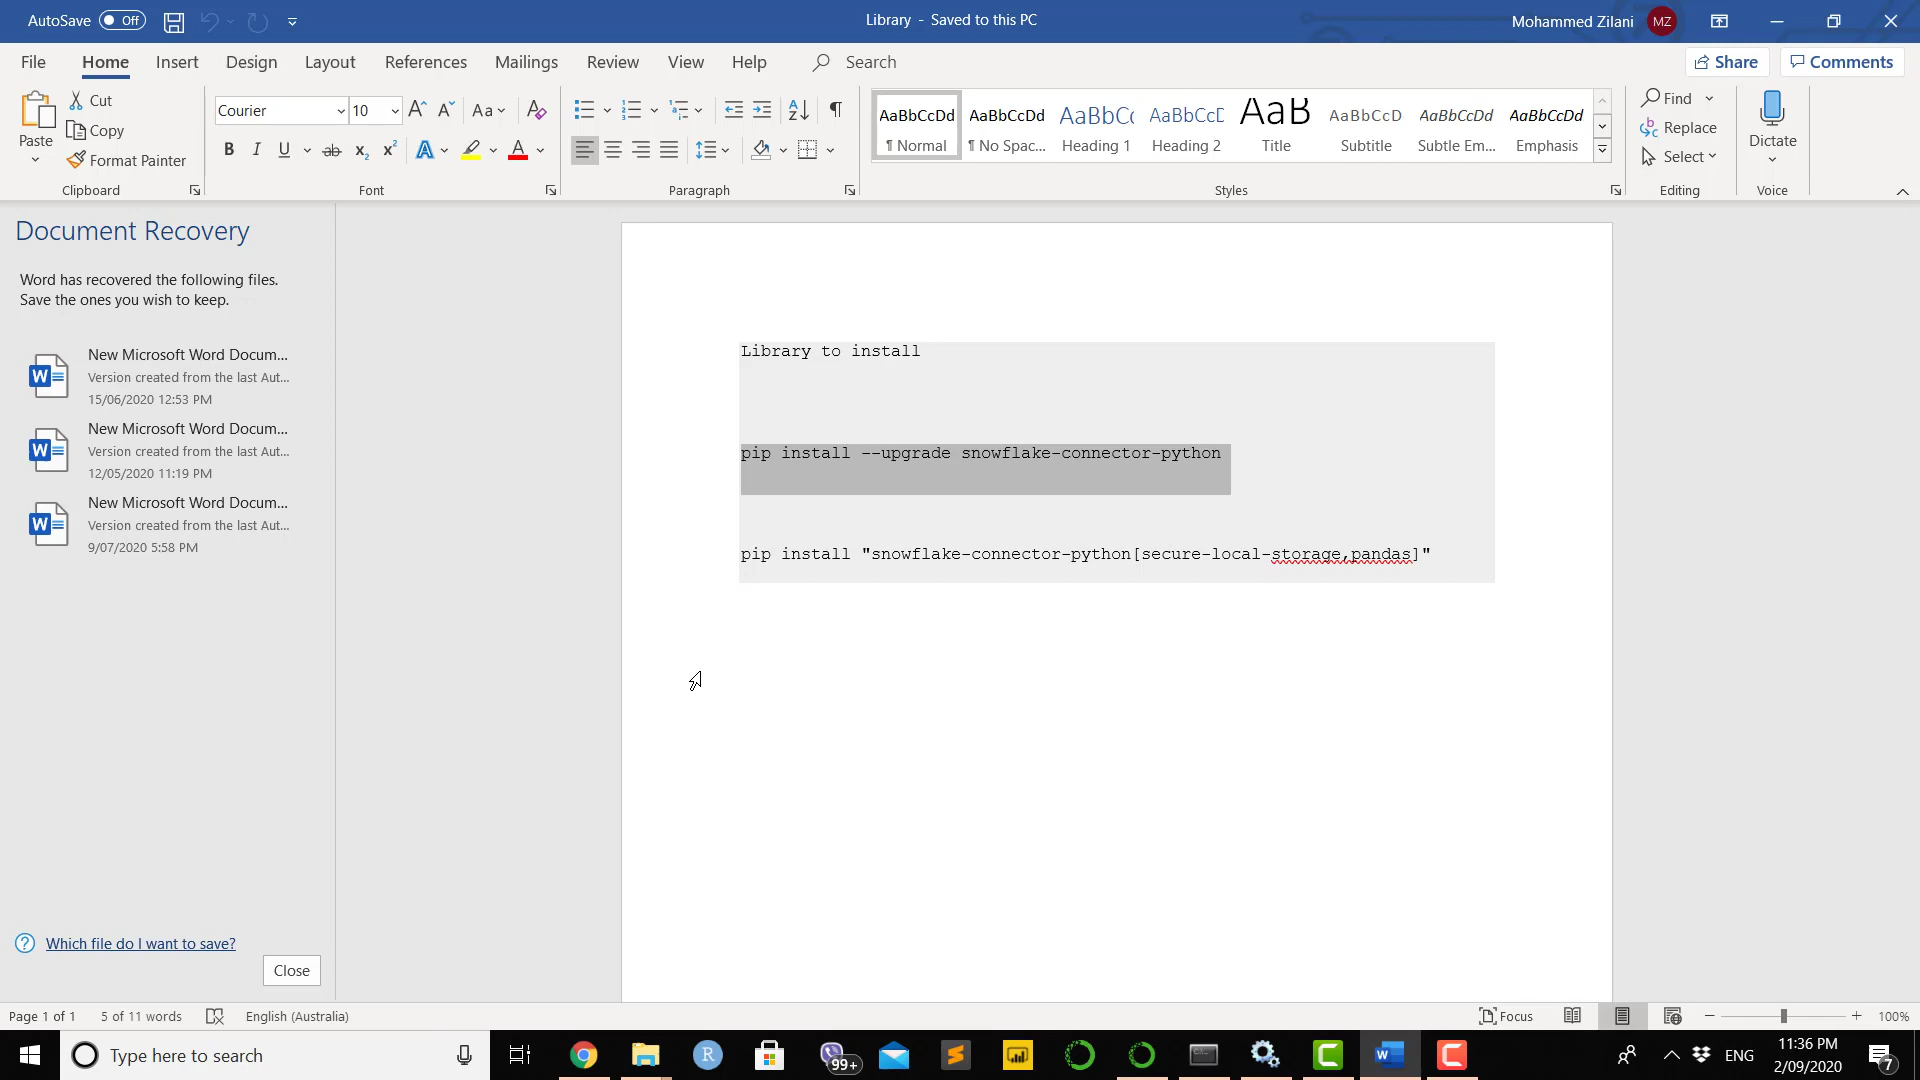 AutoSave Off
Library - Saved to this PC
Mohammed Zilani MZ
File Home Insert Design Layout References Mailings Review View Help Search
Share Comments
Paste
Cut
Copy
Format Painter
Clipboard
Courier 10
Aa
B I U ab x2 x2 A A
Font
Paragraph
AaBbCcDd AaBbCcDd AaBbCc AaBbCcD AaB AaBbCcD AaBbCcDd AaBbCcDd
¶ Normal ¶ No Spac... Heading 1 Heading 2 Title Subtitle Subtle Em... Emphasis
Styles
Find
Replace
Select
Editing
Dictate
Voice
Document Recovery
Word has recovered the following files.
Save the ones you wish to keep.
New Microsoft Word Docum...
Version created from the last Aut...
15/06/2020 12:53 PM
New Microsoft Word Docum...
Version created from the last Aut...
12/05/2020 11:19 PM
New Microsoft Word Docum...
Version created from the last Aut...
9/07/2020 5:58 PM
Which file do I want to save?
Close
Library to install
pip install --upgrade snowflake-connector-python
pip install "snowflake-connector-python[secure-local-storage,pandas]"
Page 1 of 1 5 of 11 words English (Australia)
Focus 100%
Type here to search
99+
ENG
11:36 PM
2/09/2020
7